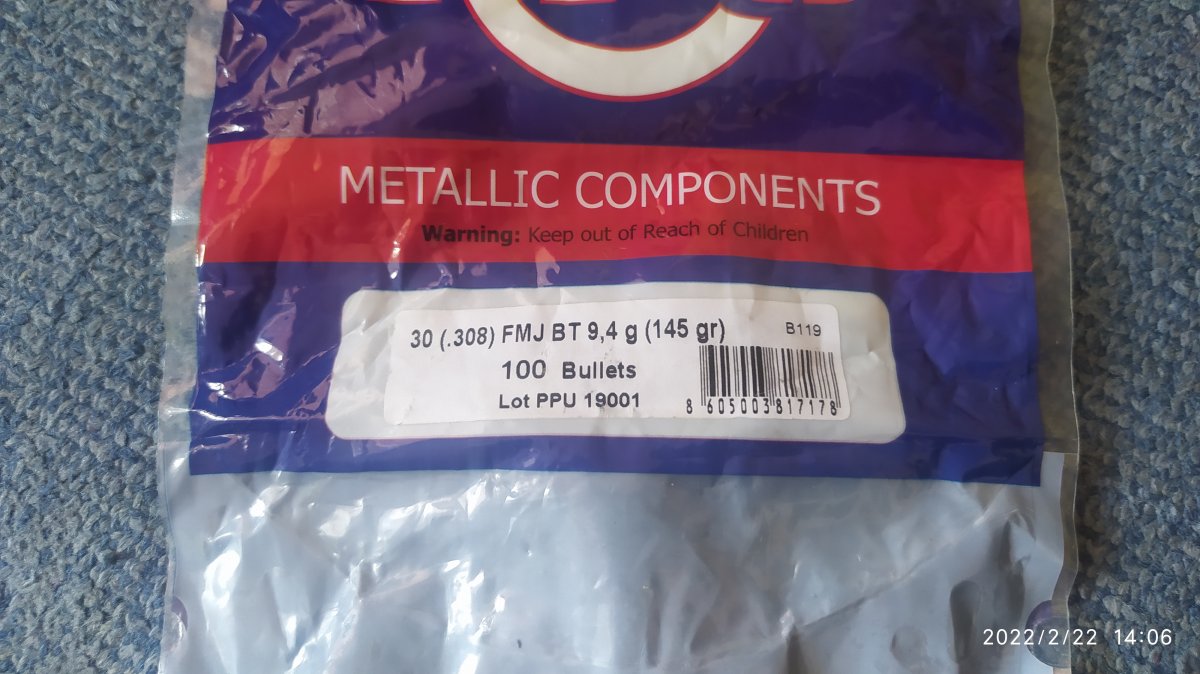 METALLIC COMPONENTS
Warning: Keep out of Reach of Children
30 (.308) FMJ BT 9,4 g (145 gr)
B119
100 Bullets
Lot PPU 19001
8 605003 817178
2022/2/22 14:06